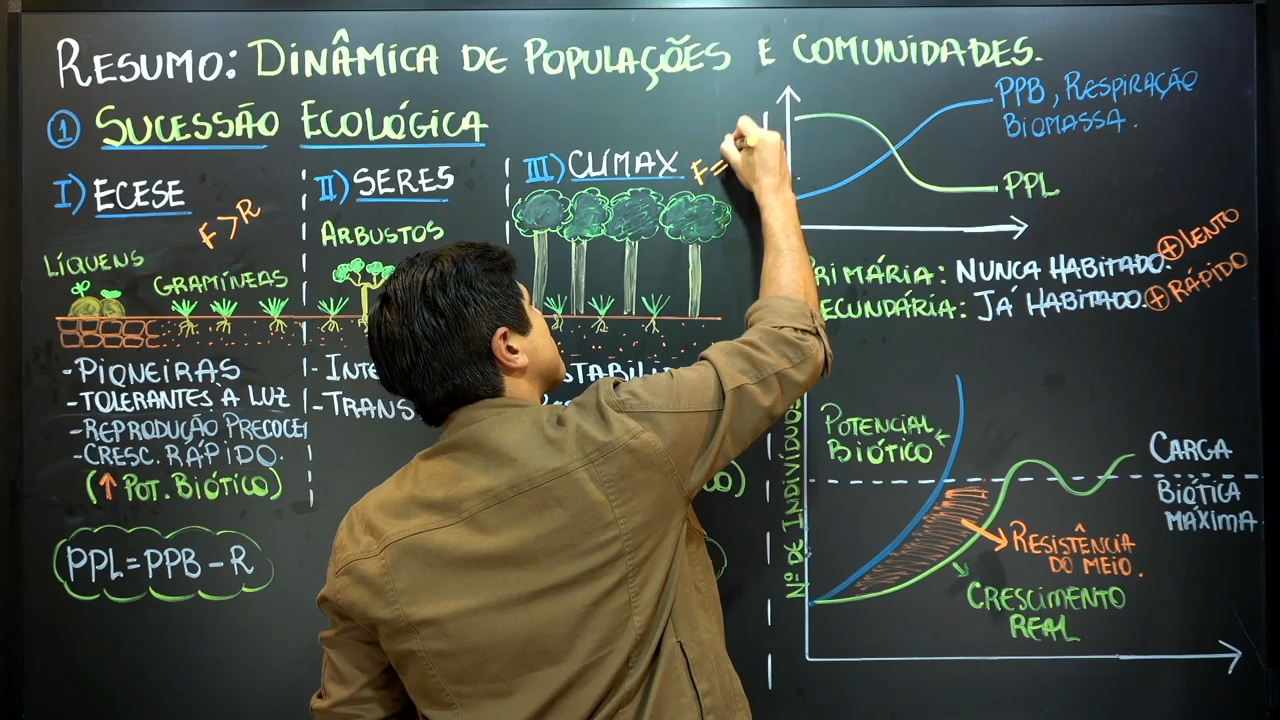 RESUMO: DINÂMICA DE POPULAÇÕES E COMUNIDADES.
① SUCESSÃO ECOLÓGICA
I) ECESE
F > R
LÍQUENS
GRAMÍNEAS
- PIONEIRAS
- TOLERANTES À LUZ
- REPRODUÇÃO PRECOCE
- CRESC. RÁPIDO.
(↑ POT. BIÓTICO)
PPL = PPB - R
II) SERES
ARBUSTOS
III) CLÍMAX
F =
PPB, RESPIRAÇÃO
BIOMASSA.
PPL
PRIMÁRIA: NUNCA HABITADO. + LENTO
SECUNDÁRIA: JÁ HABITADO. + RÁPIDO
Nº DE INDIVÍDUOS
POTENCIAL
BIÓTICO
CARGA
BIÓTICA
MÁXIMA
RESISTÊNCIA
DO MEIO.
CRESCIMENTO
REAL